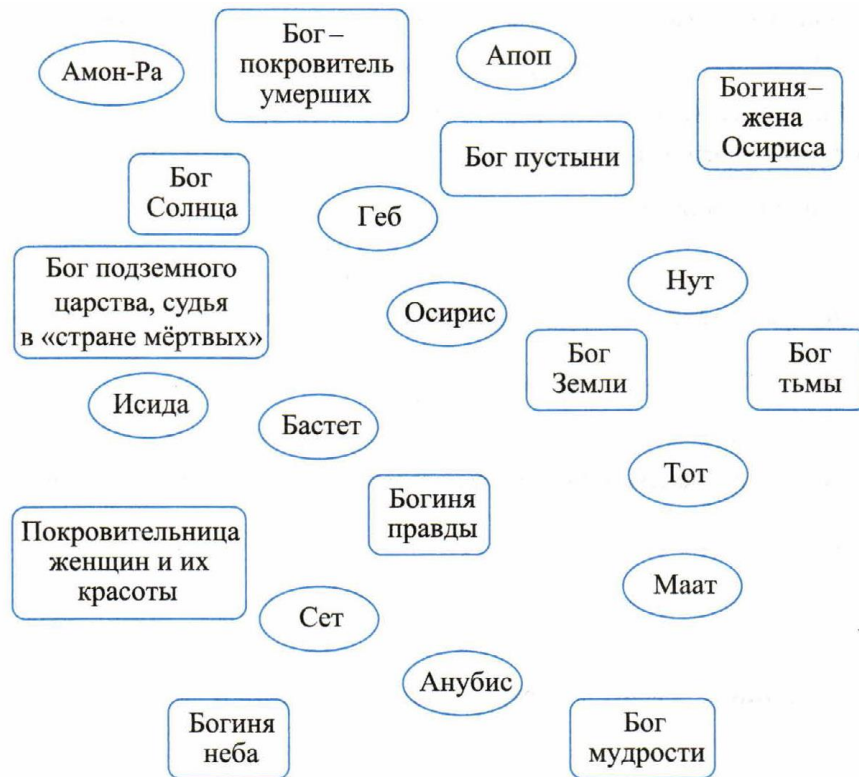 Бог –
покровитель
умерших
Амон-Ра
Апоп
Богиня –
жена
Осириса
Бог пустыни
Бог
Солнца
Геб
Бог подземного
царства, судья
в «стране мёртвых»
Нут
Осирис
Бог
Земли
Бог
тьмы
Исида
Бастет
Тот
Богиня
правды
Покровительница
женщин и их
красоты
Маат
Сет
Анубис
Богиня
неба
Бог
мудрости